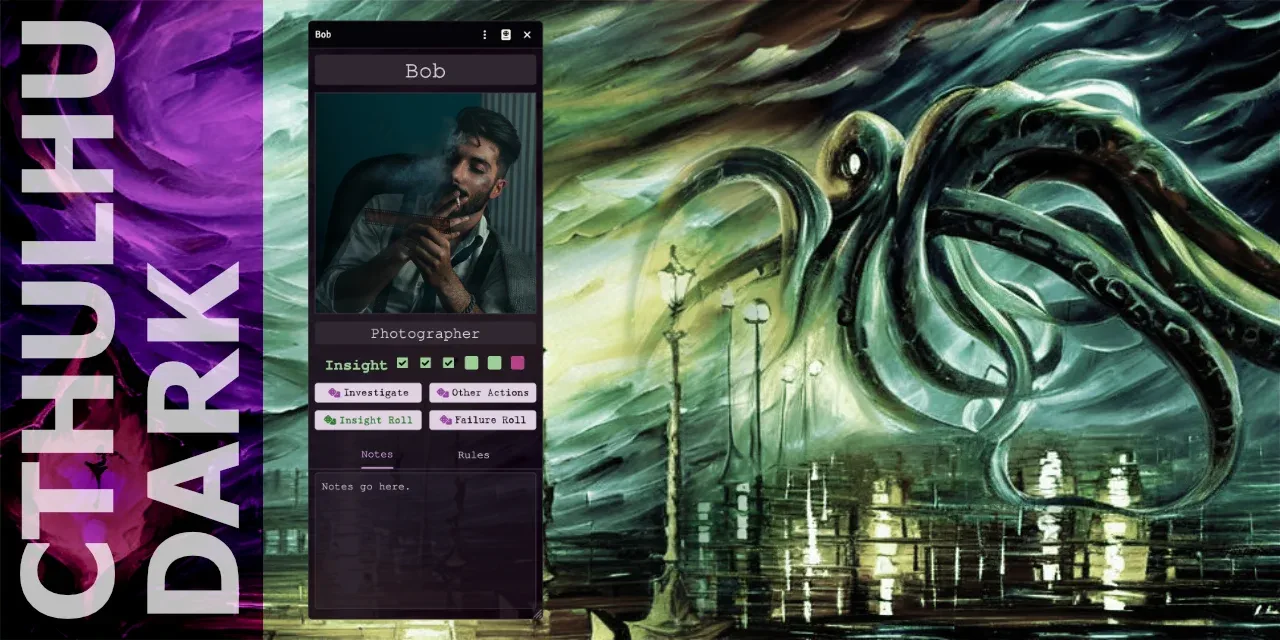 CTHULHU
DARK
Bob
Bob
Photographer
Insight
Investigate
Other Actions
Insight Roll
Failure Roll
Notes
Rules
Notes go here.